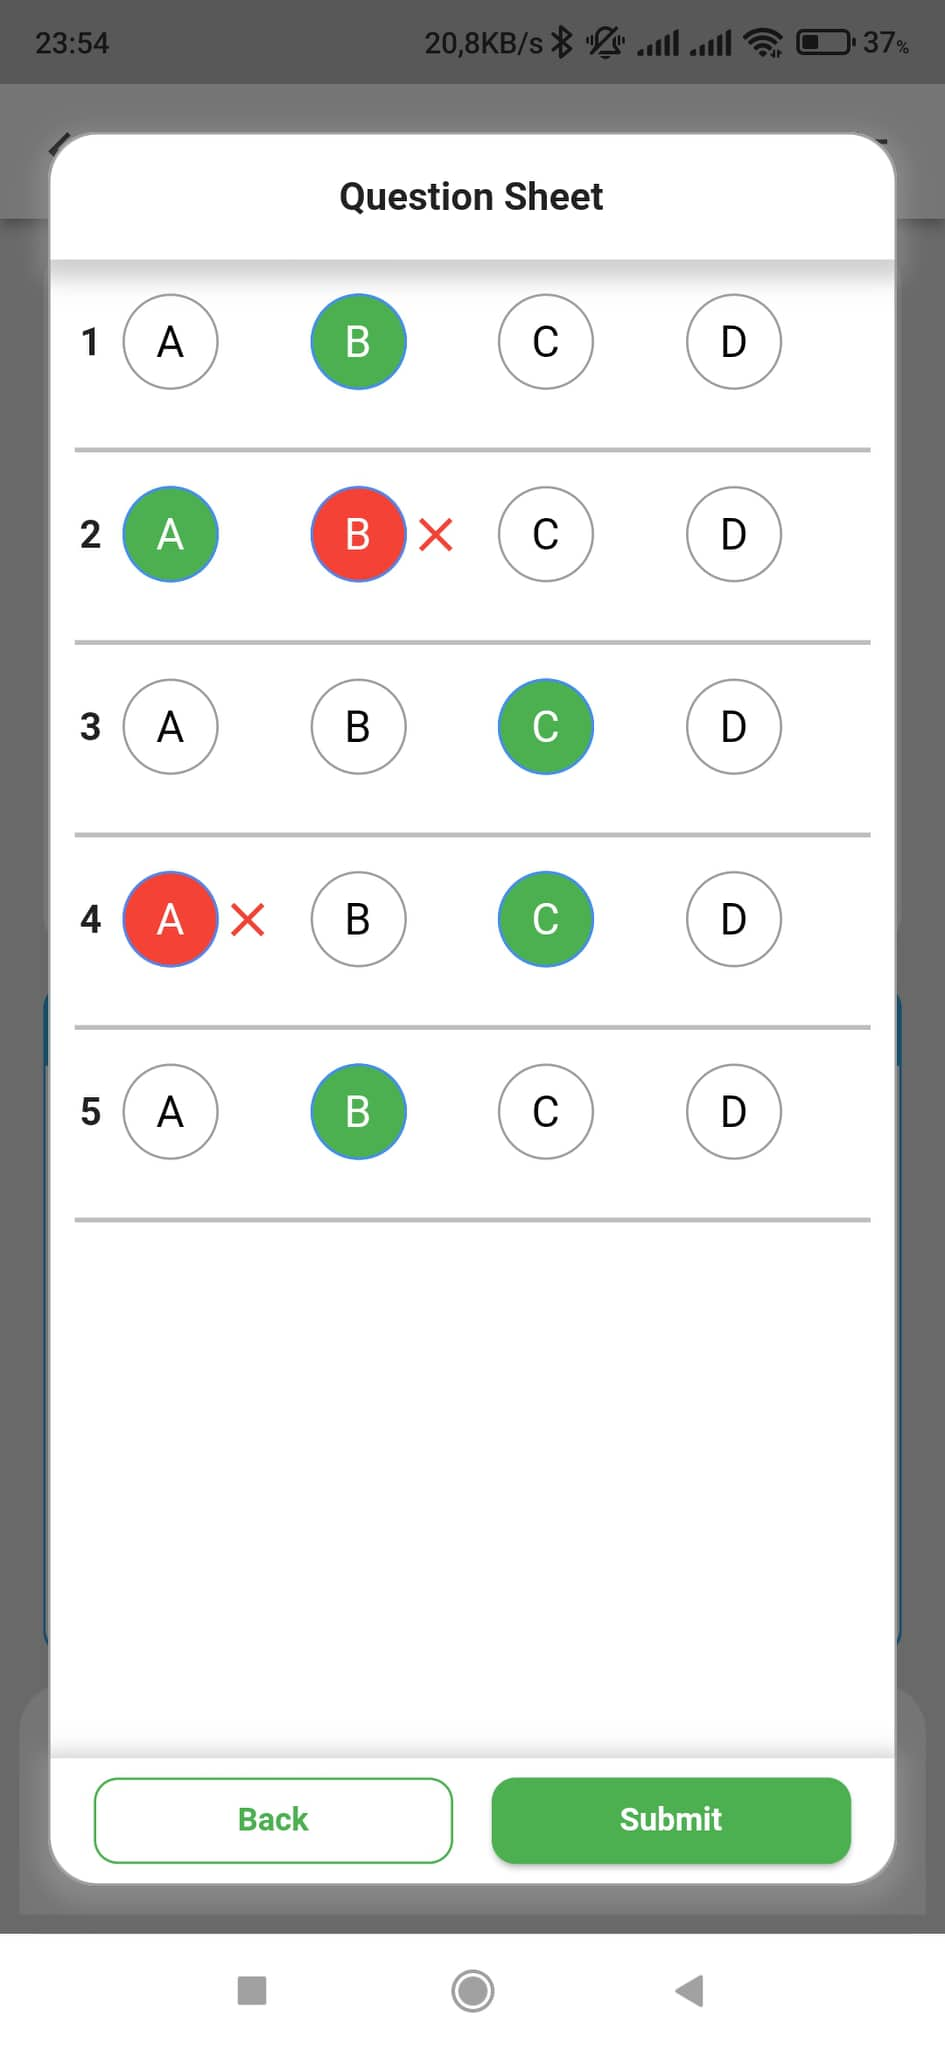 23:54 20,8KB/s 37%
Question Sheet
1 A B C D
2 A B C D
3 A B C D
4 A B C D
5 A B C D
Back Submit